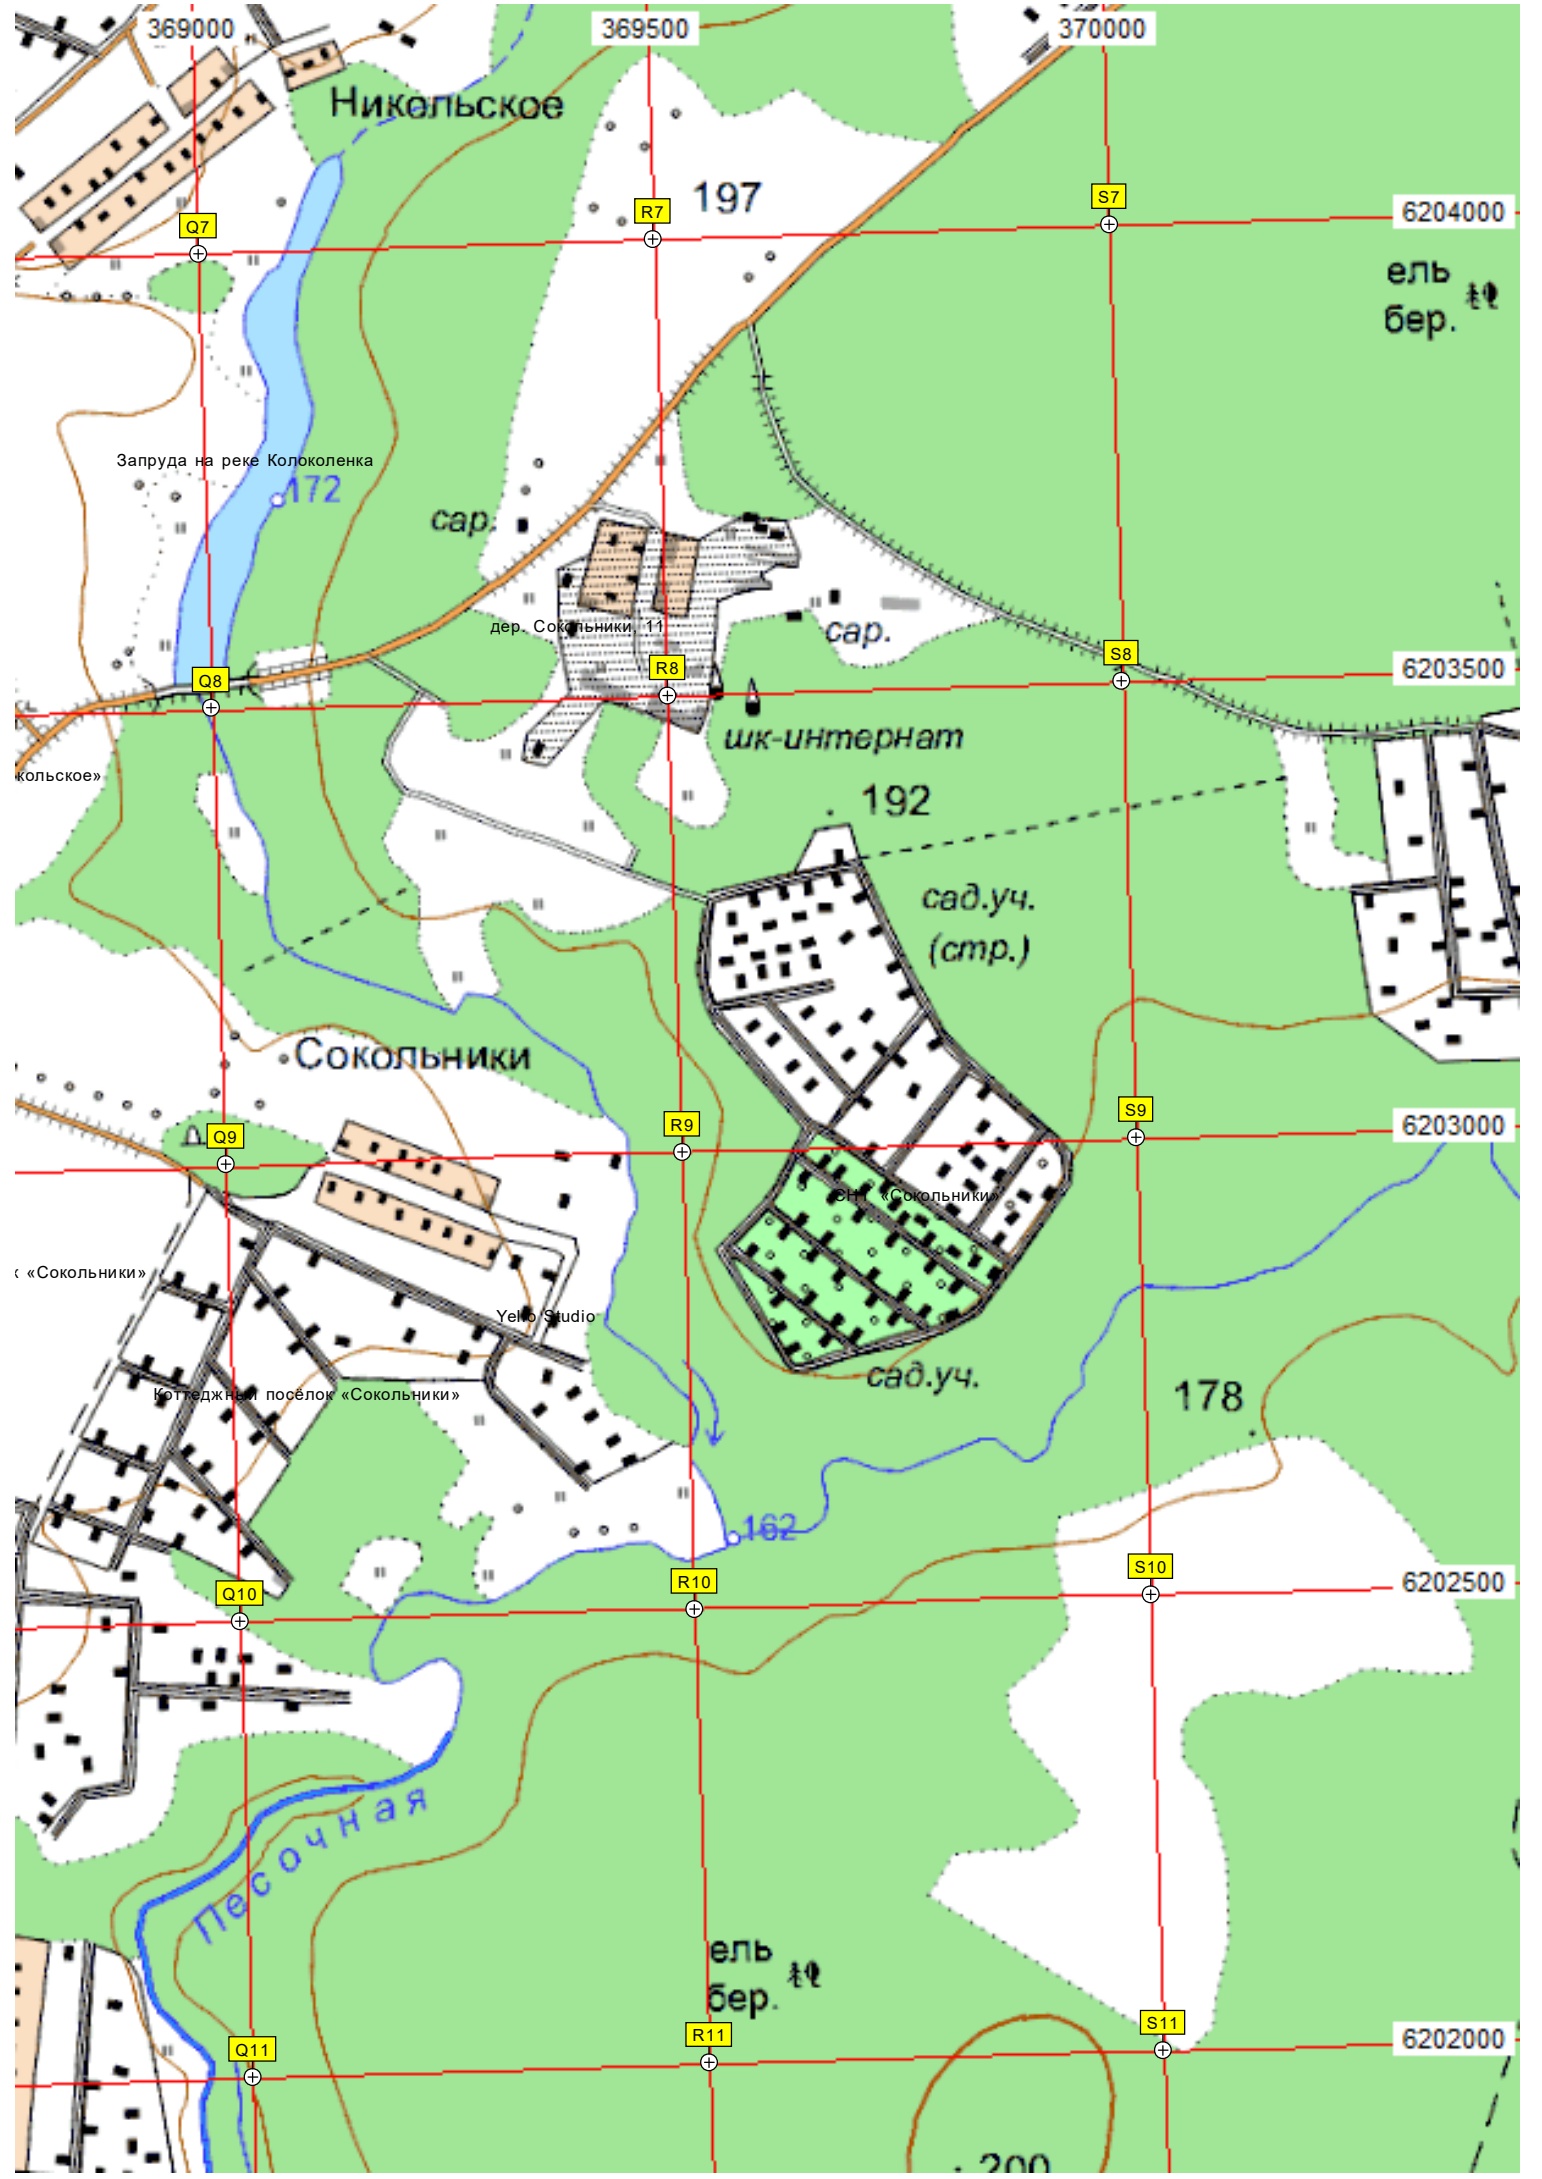 369000
369500
370000
Никольское
197
S7
R7
6204000
Q7
ель
бер.
Запруда на реке Колоколенка
172
сар.
дер. Сокольники, 11
сар.
S8
R8
6203500
Q8
шк-интернат
кольское»
192
сад.уч.
(стр.)
Сокольники
S9
R9
6203000
Q9
СНТ «Сокольники»
«Сокольники»
Yello Studio
сад.уч.
Коттеджный посёлок «Сокольники»
178
162
S10
R10
6202500
Q10
Песочная
ель
бер.
S11
R11
6202000
Q11
200